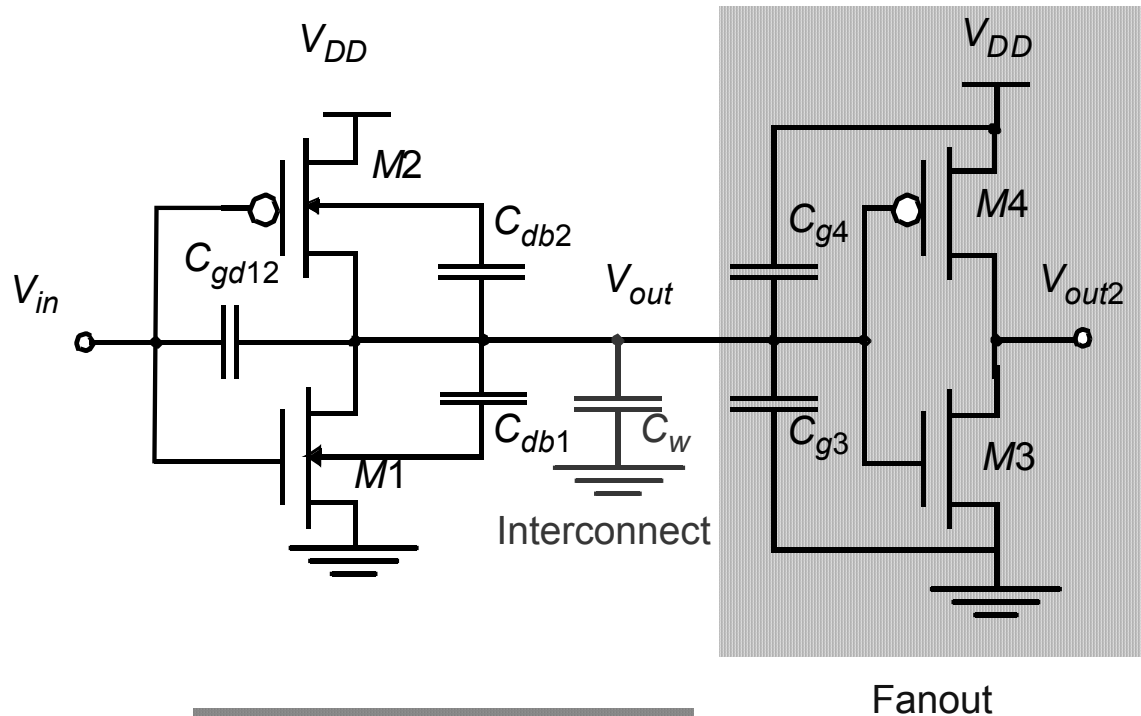 V_DD
V_DD
M2
M4
C_db2
C_g4
C_gd12
V_in
V_out
V_out2
C_db1
C_w
C_g3
M1
M3
Interconnect
Fanout